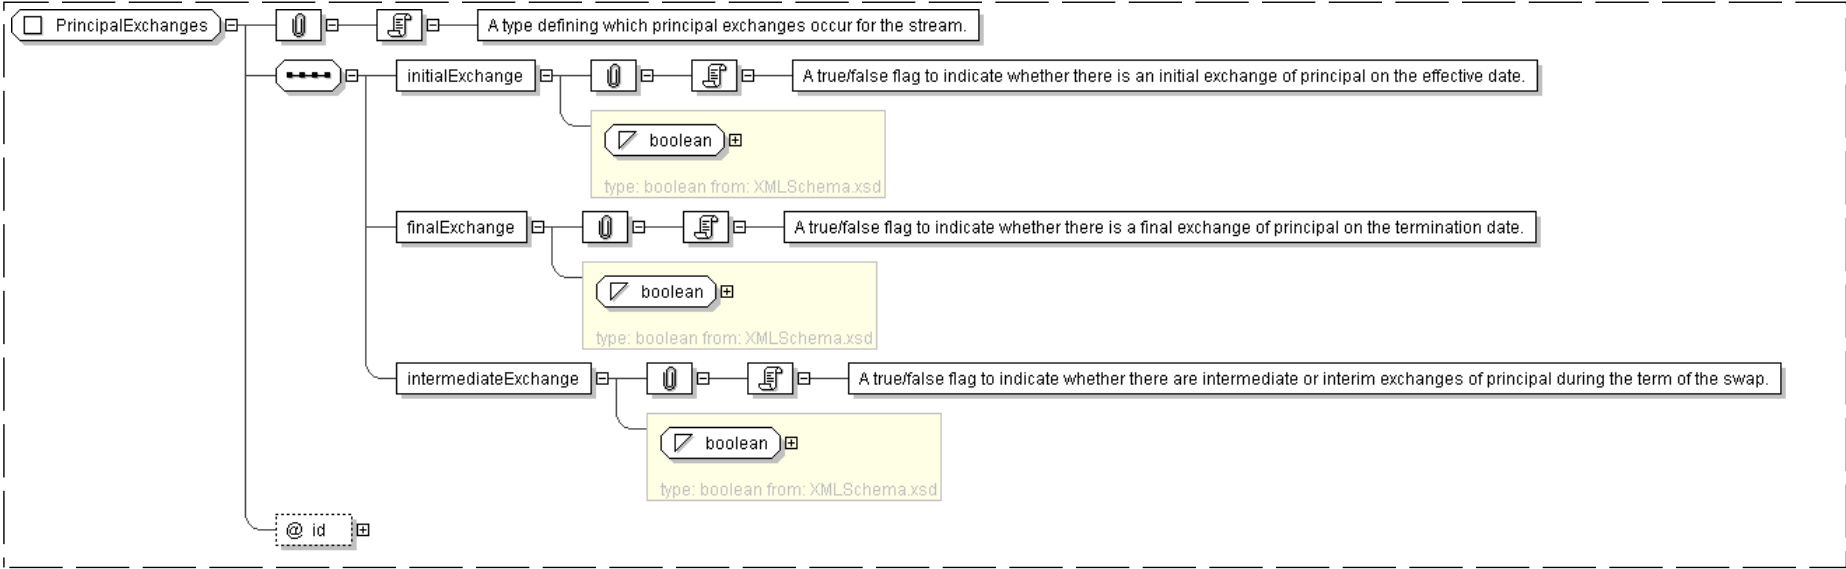 PrincipalExchanges
A type defining which principal exchanges occur for the stream.
initialExchange
A true/false flag to indicate whether there is an initial exchange of principal on the effective date.
boolean
type: boolean from: XMLSchema.xsd
finalExchange
A true/false flag to indicate whether there is a final exchange of principal on the termination date.
boolean
type: boolean from: XMLSchema.xsd
intermediateExchange
A true/false flag to indicate whether there are intermediate or interim exchanges of principal during the term of the swap.
boolean
type: boolean from: XMLSchema.xsd
@ id